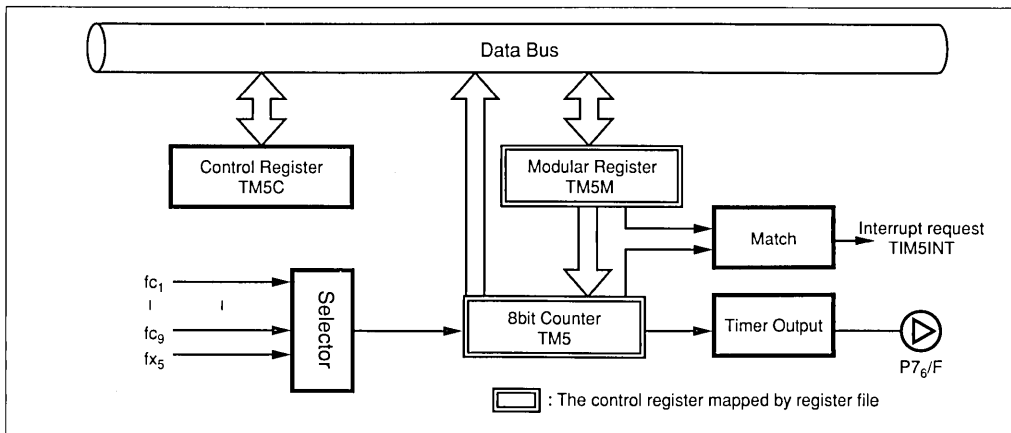 Data Bus
Control Register
TM5C
Modular Register
TM5M
Match
Interrupt request
TIM5INT
fc₁
fc₉
fx₅
Selector
8bit Counter
TM5
Timer Output
P7₆/F
: The control register mapped by register file